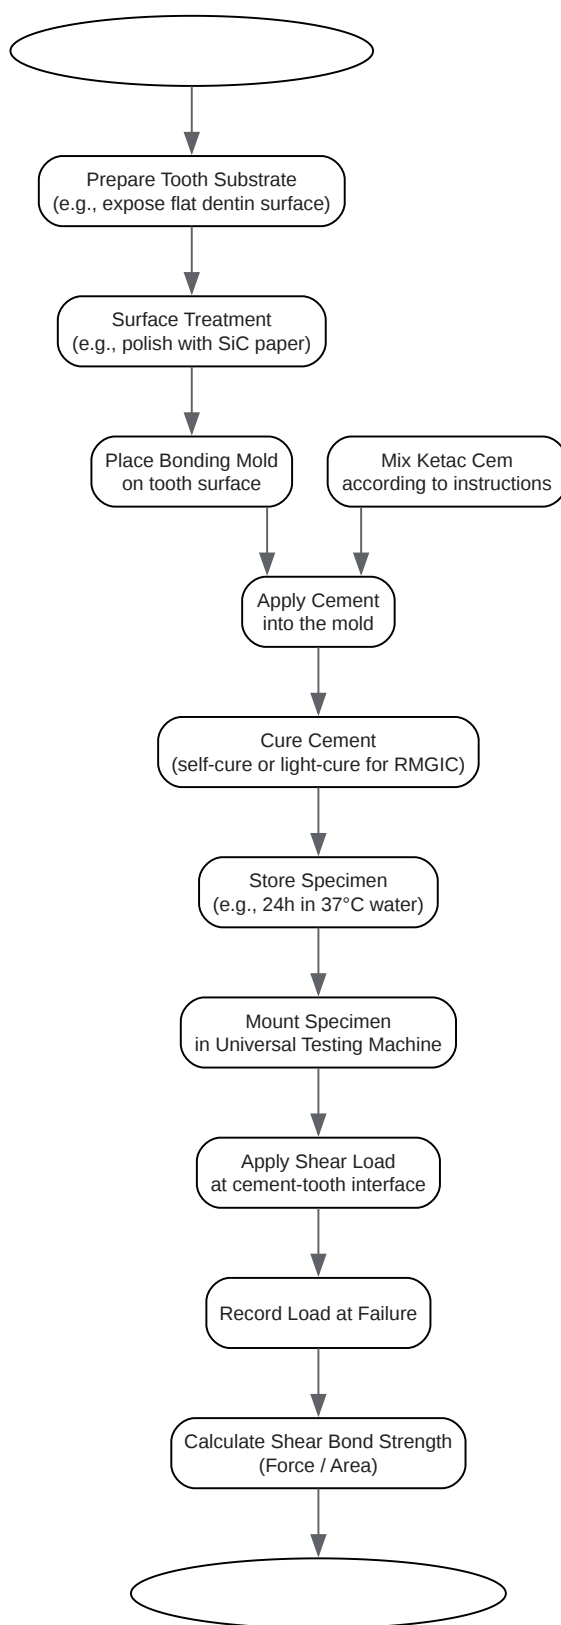 Prepare Tooth Substrate
(e.g., expose flat dentin surface)
Surface Treatment
(e.g., polish with SiC paper)
Place Bonding Mold
on tooth surface
Mix Ketac Cem
according to instructions
Apply Cement
into the mold
Cure Cement
(self-cure or light-cure for RMGIC)
Store Specimen
(e.g., 24h in 37°C water)
Mount Specimen
in Universal Testing Machine
Apply Shear Load
at cement-tooth interface
Record Load at Failure
Calculate Shear Bond Strength
(Force / Area)